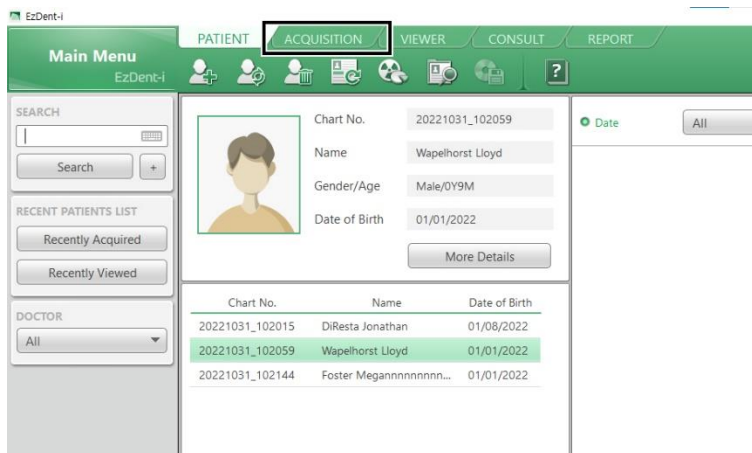 EzDent-i
Main Menu
EzDent-i
PATIENT ACQUISITION VIEWER CONSULT REPORT
?
SEARCH
Search +
RECENT PATIENTS LIST
Recently Acquired
Recently Viewed
DOCTOR
All
Chart No. 20221031_102059
Name Wapelhorst Lloyd
Gender/Age Male/0Y9M
Date of Birth 01/01/2022
More Details
Chart No. Name Date of Birth
20221031_102015 DiResta Jonathan 01/08/2022
20221031_102059 Wapelhorst Lloyd 01/01/2022
20221031_102144 Foster Megannnnnnnnn... 01/01/2022
Date All